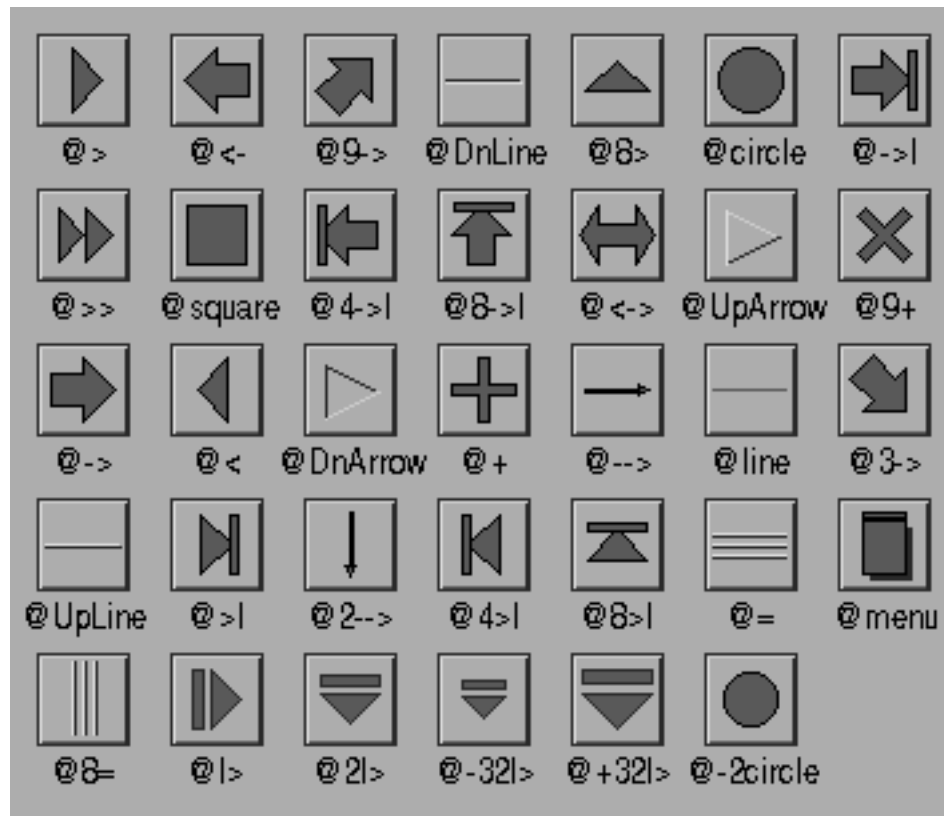 @> @<- @9-> @DnLine @8> @circle @->|
@>> @square @4->| @8->| @<-> @UpArrow @9+
@-> @< @DnArrow @+ @--> @line @3->
@UpLine @>| @2--> @4>| @8>| @= @menu
@8= @|> @2|> @-32|> @+32|> @-2circle